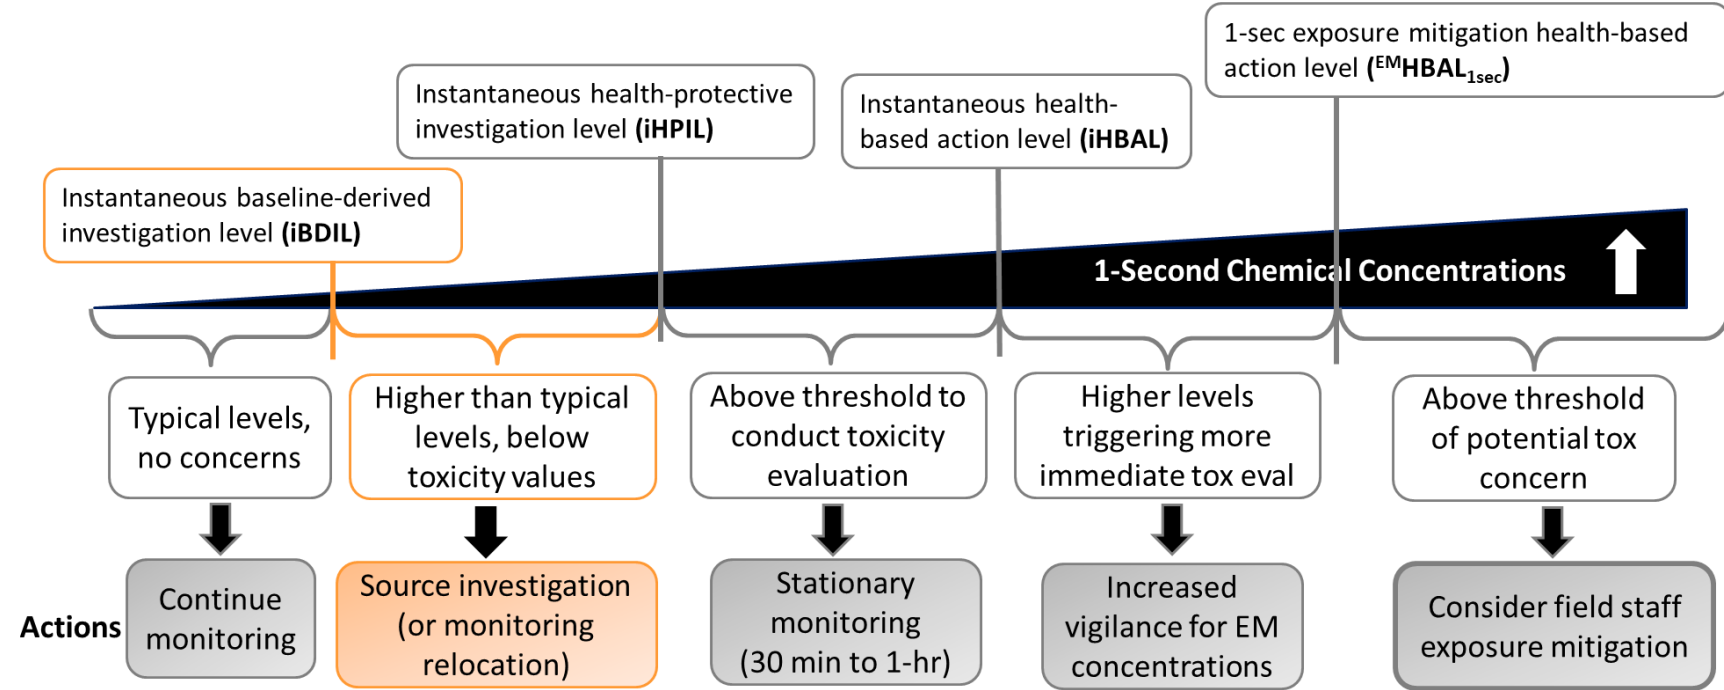 1-sec exposure mitigation health-based
action level (EMHBAL1sec)
Instantaneous health-protective
investigation level (iHPIL)
Instantaneous health-
based action level (iHBAL)
Instantaneous baseline-derived
investigation level (iBDIL)
1-Second Chemical Concentrations
Typical levels,
no concerns
Higher than typical
levels, below
toxicity values
Above threshold to
conduct toxicity
evaluation
Higher levels
triggering more
immediate tox eval
Above threshold
of potential tox
concern
Actions
Continue
monitoring
Source investigation
(or monitoring
relocation)
Stationary
monitoring
(30 min to 1-hr)
Increased
vigilance for EM
concentrations
Consider field staff
exposure mitigation